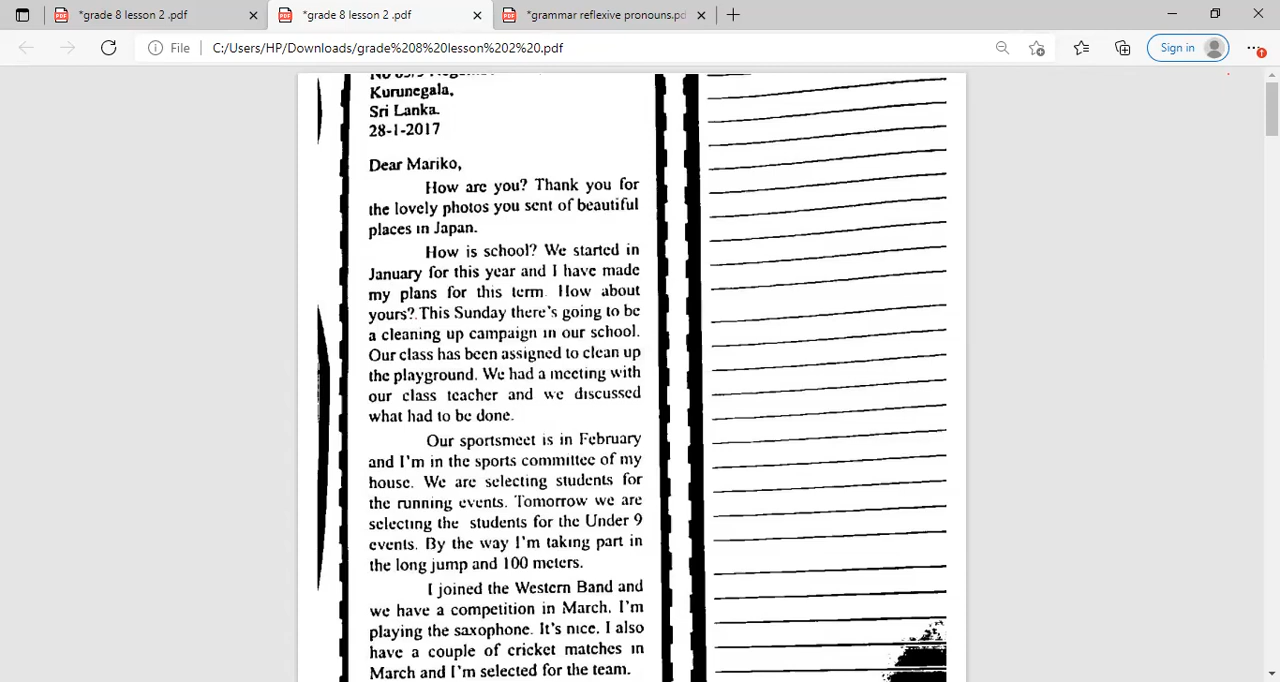 *grade 8 lesson 2 .pdf
*grade 8 lesson 2 .pdf
*grammar reflexive pronouns.pd
File
C:/Users/HP/Downloads/grade%208%20lesson%202%20.pdf
Sign in
Kurunegala,
Sri Lanka.
28-1-2017
Dear Mariko,
How are you? Thank you for
the lovely photos you sent of beautiful
places in Japan.
How is school? We started in
January for this year and I have made
my plans for this term. How about
yours? This Sunday there's going to be
a cleaning up campaign in our school.
Our class has been assigned to clean up
the playground. We had a meeting with
our class teacher and we discussed
what had to be done.
Our sportsmeet is in February
and I'm in the sports committee of my
house. We are selecting students for
the running events. Tomorrow we are
selecting the students for the Under 9
events. By the way I'm taking part in
the long jump and 100 meters.
I joined the Western Band and
we have a competition in March. I'm
playing the saxophone. It's nice. I also
have a couple of cricket matches in
March and I'm selected for the team.